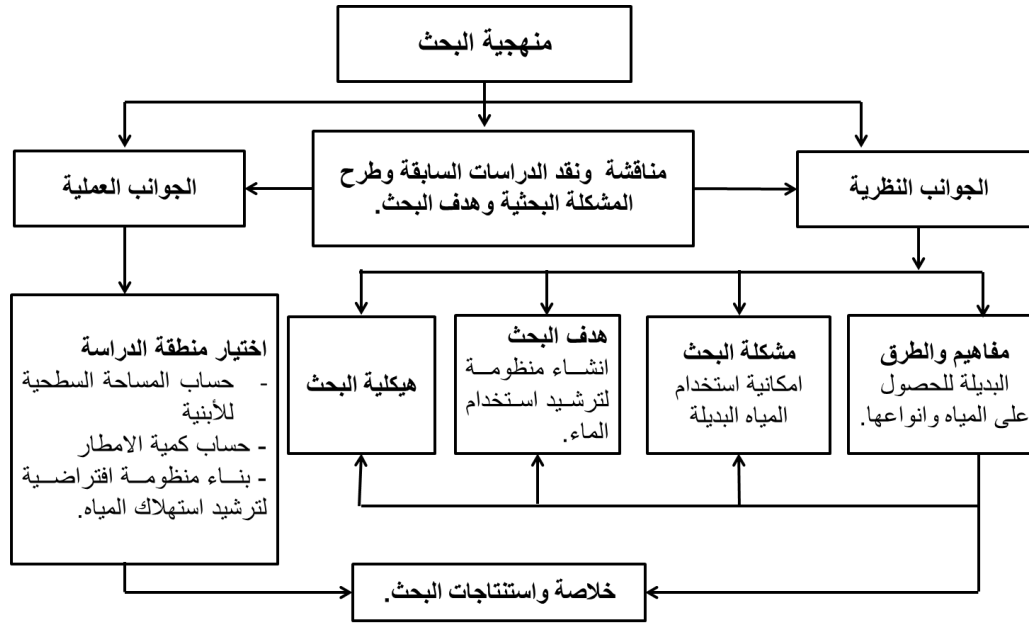 منهجية البحث
الجوانب النظرية
مناقشة ونقد الدراسات السابقة وطرح
المشكلة البحثية وهدف البحث.
الجوانب العملية
مفاهيم والطرق
البديلة للحصول
على المياه وانواعها.
مشكلة البحث
امكانية استخدام
المياه البديلة
هدف البحث
انشاء منظومة
لترشيد استخدام
الماء.
هيكلية البحث
اختيار منطقة الدراسة
- حساب المساحة السطحية
للأبنية
- حساب كمية الامطار
- بناء منظومة افتراضية
لترشيد استهلاك المياه.
خلاصة واستنتاجات البحث.